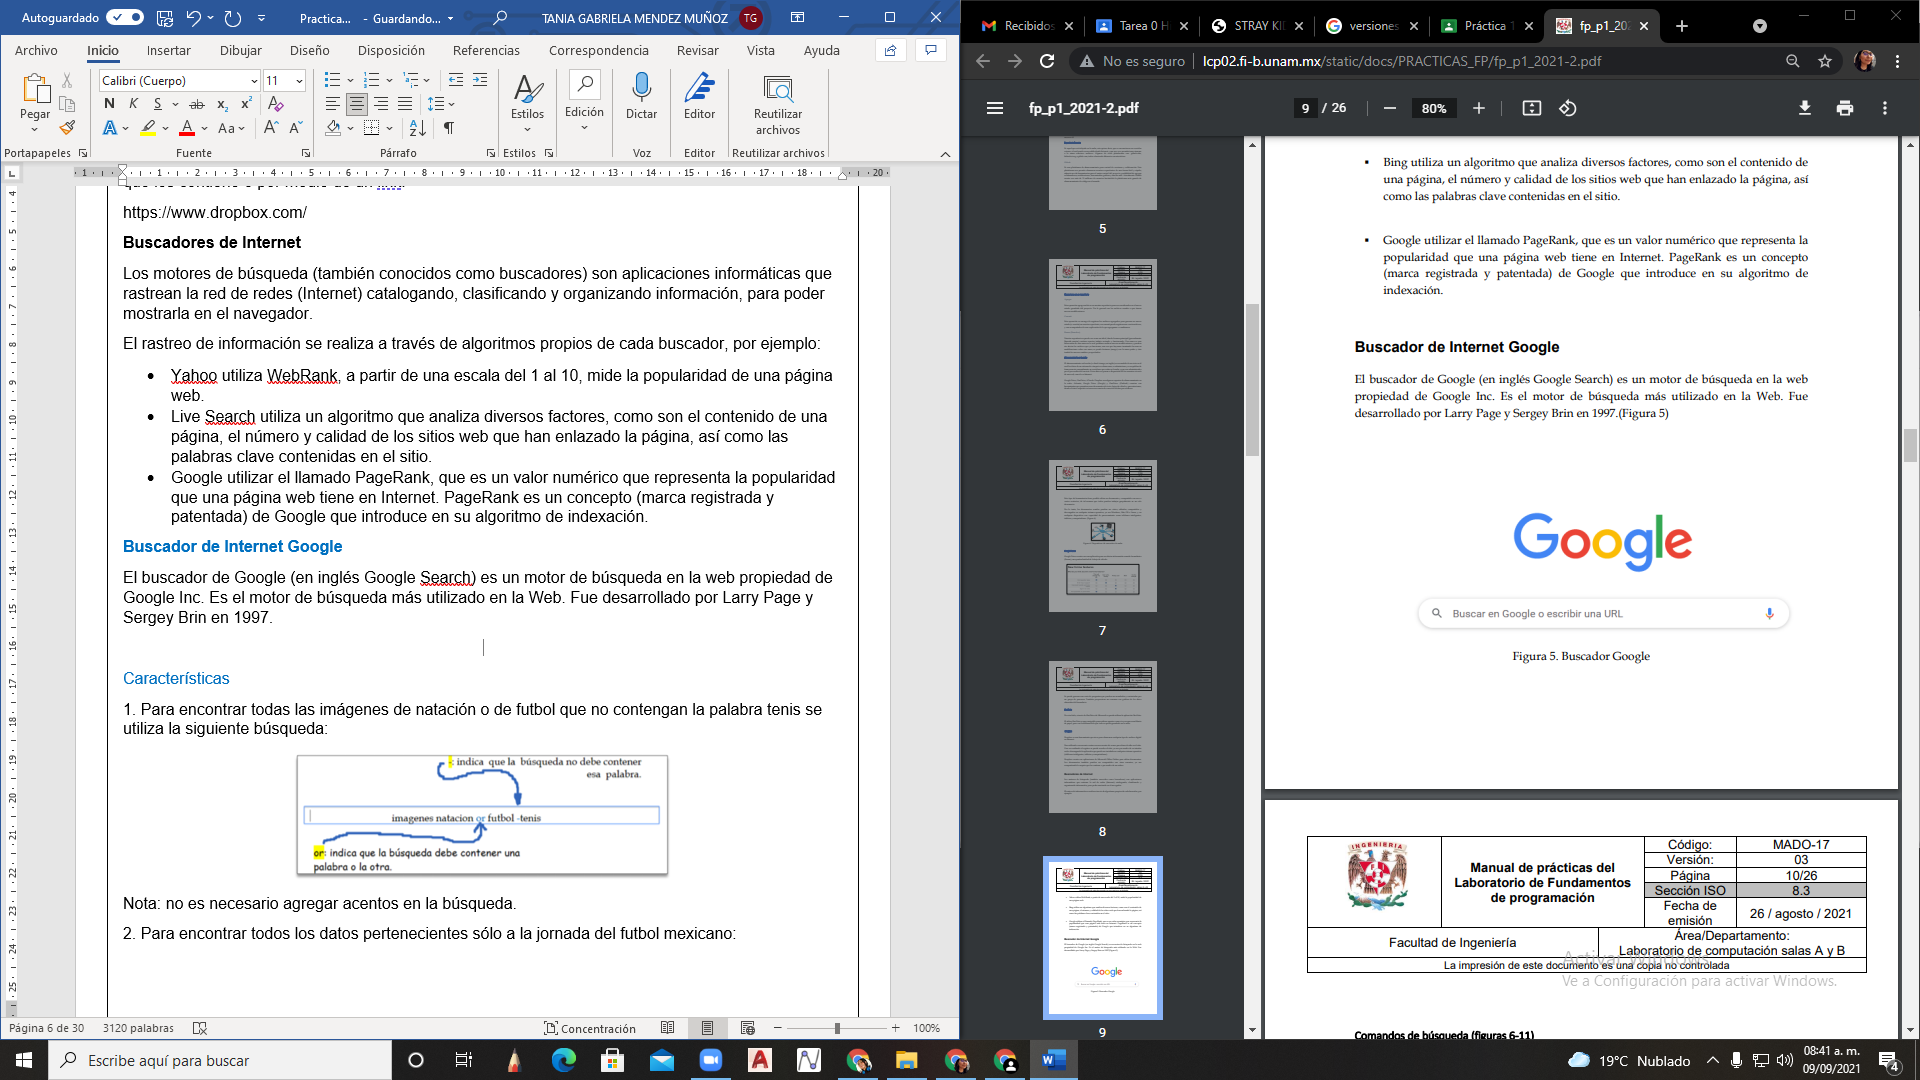 Autoguardado
Practica... - Guardando...
TANIA GABRIELA MENDEZ MUÑOZ
TG
Archivo Inicio Insertar Dibujar Diseño Disposición Referencias Correspondencia Revisar Vista Ayuda
Calibri (Cuerpo) 11
Pegar
N K S ab x₂ x²
Aa
Estilos Edición Dictar Editor Reutilizar archivos
Portapapeles Fuente Párrafo Estilos Voz Editor Reutilizar archivos
https://www.dropbox.com/
Buscadores de Internet
Los motores de búsqueda (también conocidos como buscadores) son aplicaciones informáticas que
rastrean la red de redes (Internet) catalogando, clasificando y organizando información, para poder
mostrarla en el navegador.
El rastreo de información se realiza a través de algoritmos propios de cada buscador, por ejemplo:
• Yahoo utiliza WebRank, a partir de una escala del 1 al 10, mide la popularidad de una página
web.
• Live Search utiliza un algoritmo que analiza diversos factores, como son el contenido de una
página, el número y calidad de los sitios web que han enlazado la página, así como las
palabras clave contenidas en el sitio.
• Google utilizar el llamado PageRank, que es un valor numérico que representa la popularidad
que una página web tiene en Internet. PageRank es un concepto (marca registrada y
patentada) de Google que introduce en su algoritmo de indexación.
Buscador de Internet Google
El buscador de Google (en inglés Google Search) es un motor de búsqueda en la web propiedad de
Google Inc. Es el motor de búsqueda más utilizado en la Web. Fue desarrollado por Larry Page y
Sergey Brin en 1997.
Características
1. Para encontrar todas las imágenes de natación o de futbol que no contengan la palabra tenis se
utiliza la siguiente búsqueda:
-: indica que la búsqueda no debe contener
esa palabra.
imagenes natacion or futbol -tenis
or: indica que la búsqueda debe contener una
palabra o la otra.
Nota: no es necesario agregar acentos en la búsqueda.
2. Para encontrar todos los datos pertenecientes sólo a la jornada del futbol mexicano:
Página 6 de 30 3120 palabras
Concentración
100%
Recibidos
Tarea 0 H
STRAY KI
versiones
Práctica 1
fp_p1_202
No es seguro | lcp02.fi-b.unam.mx/static/docs/PRACTICAS_FP/fp_p1_2021-2.pdf
fp_p1_2021-2.pdf
9 / 26
80%
5
6
7
8
9
▪ Bing utiliza un algoritmo que analiza diversos factores, como son el contenido de
una página, el número y calidad de los sitios web que han enlazado la página, así
como las palabras clave contenidas en el sitio.
▪ Google utilizar el llamado PageRank, que es un valor numérico que representa la
popularidad que una página web tiene en Internet. PageRank es un concepto
(marca registrada y patentada) de Google que introduce en su algoritmo de
indexación.
Buscador de Internet Google
El buscador de Google (en inglés Google Search) es un motor de búsqueda en la web
propiedad de Google Inc. Es el motor de búsqueda más utilizado en la Web. Fue
desarrollado por Larry Page y Sergey Brin en 1997.(Figura 5)
Google
Buscar en Google o escribir una URL
Figura 5. Buscador Google
INGENIERIA
Manual de prácticas del
Laboratorio de Fundamentos
de programación
Código: MADO-17
Versión: 03
Página 10/26
Sección ISO 8.3
Fecha de emisión 26 / agosto / 2021
Facultad de Ingeniería
Área/Departamento:
Laboratorio de computación salas A y B
La impresión de este documento es una copia no controlada
Activar Windows
Ve a Configuración para activar Windows.
Comandos de búsqueda (figuras 6-11)
Escribe aquí para buscar
19°C Nublado
08:41 a. m.
09/09/2021
4